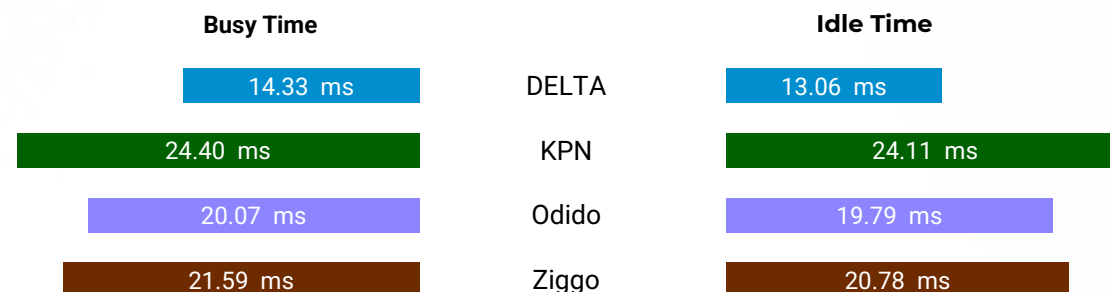 Busy Time Idle Time
14.33 ms DELTA 13.06 ms
24.40 ms KPN 24.11 ms
20.07 ms Odido 19.79 ms
21.59 ms Ziggo 20.78 ms